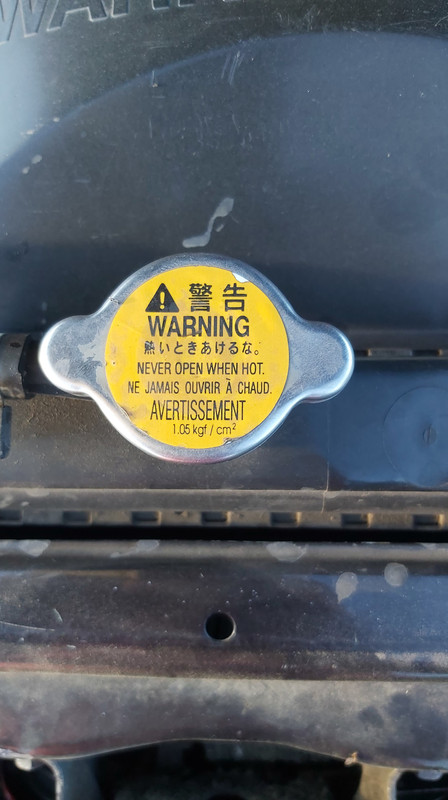 警告
WARNING
熱いときあけるな。
NEVER OPEN WHEN HOT.
NE JAMAIS OUVRIR À CHAUD.
AVERTISSEMENT
1.05 kgf / cm²